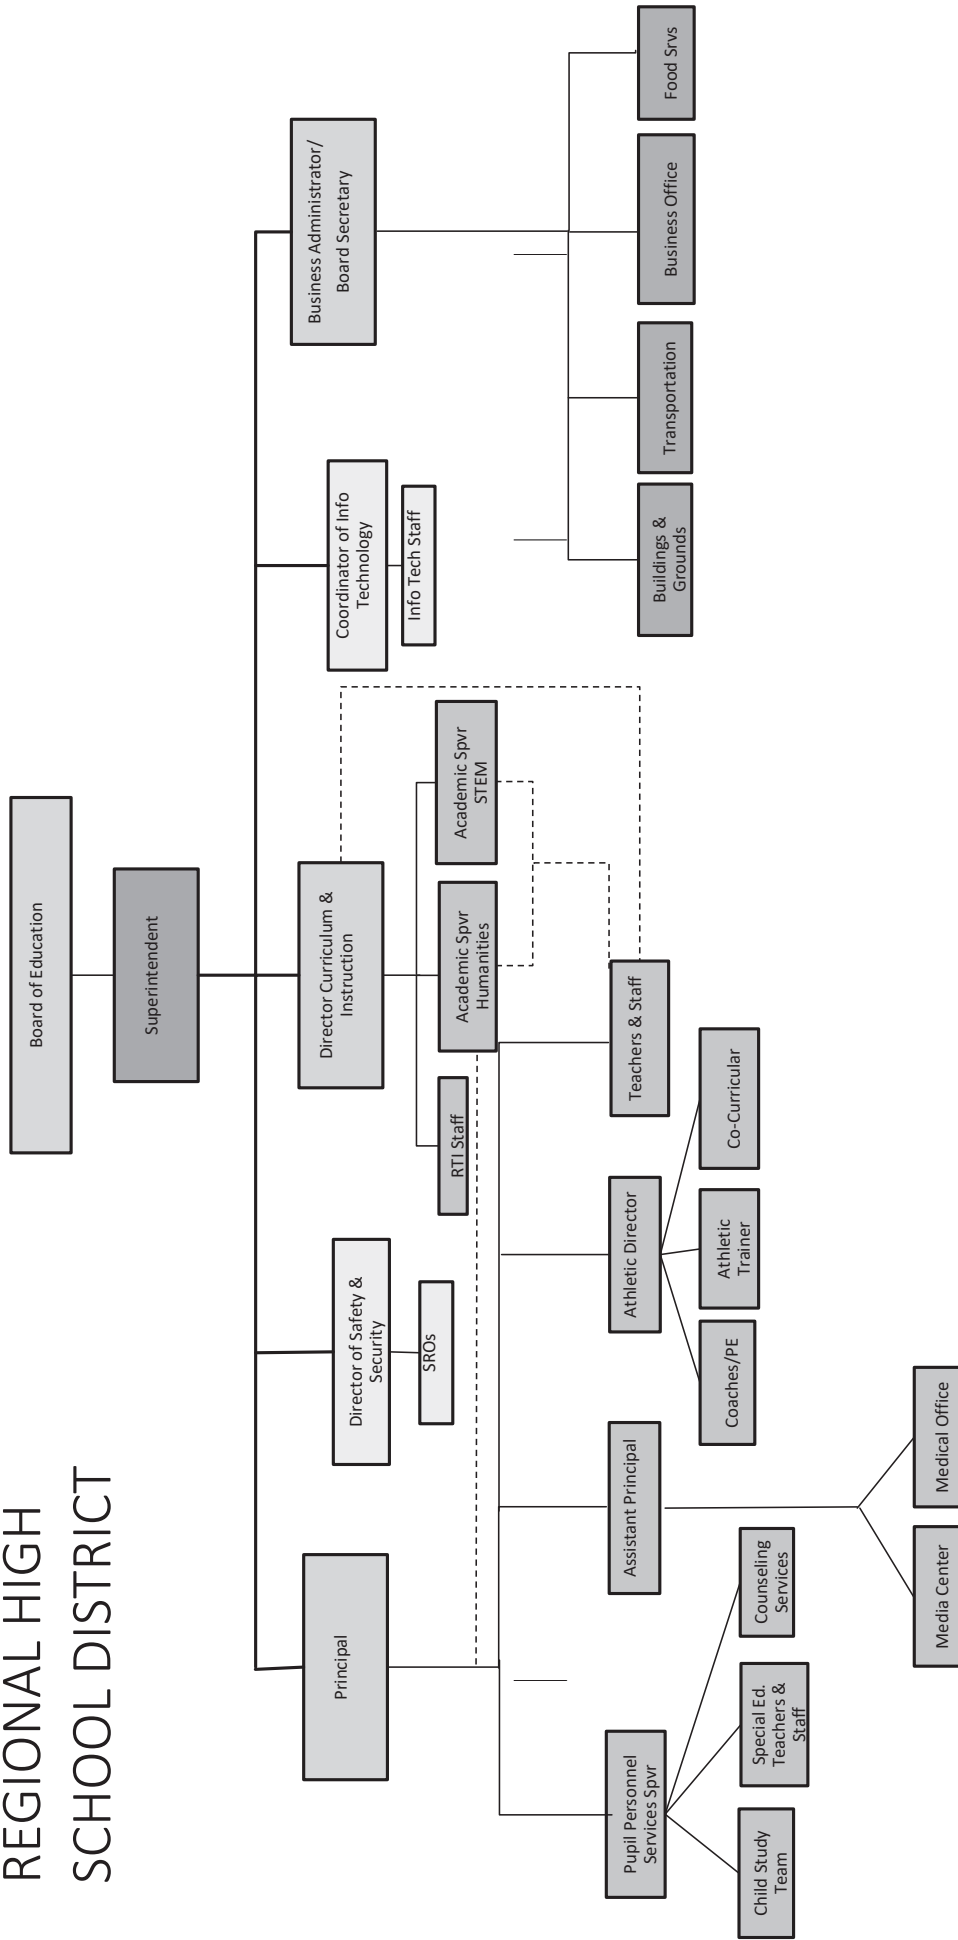 REGIONAL HIGH
SCHOOL DISTRICT
Board of Education
Superintendent
Principal
Director of Safety &
Security
SROs
Director Curriculum &
Instruction
Coordinator of Info
Technology
Info Tech Staff
Business Administrator/
Board Secretary
RTI Staff
Academic Spvr
Humanities
Academic Spvr
STEM
Pupil Personnel
Services Spvr
Assistant Principal
Athletic Director
Teachers & Staff
Buildings &
Grounds
Transportation
Business Office
Food Srvs
Child Study
Team
Special Ed.
Teachers &
Staff
Counseling
Services
Coaches/PE
Athletic
Trainer
Co-Curricular
Media Center
Medical Office